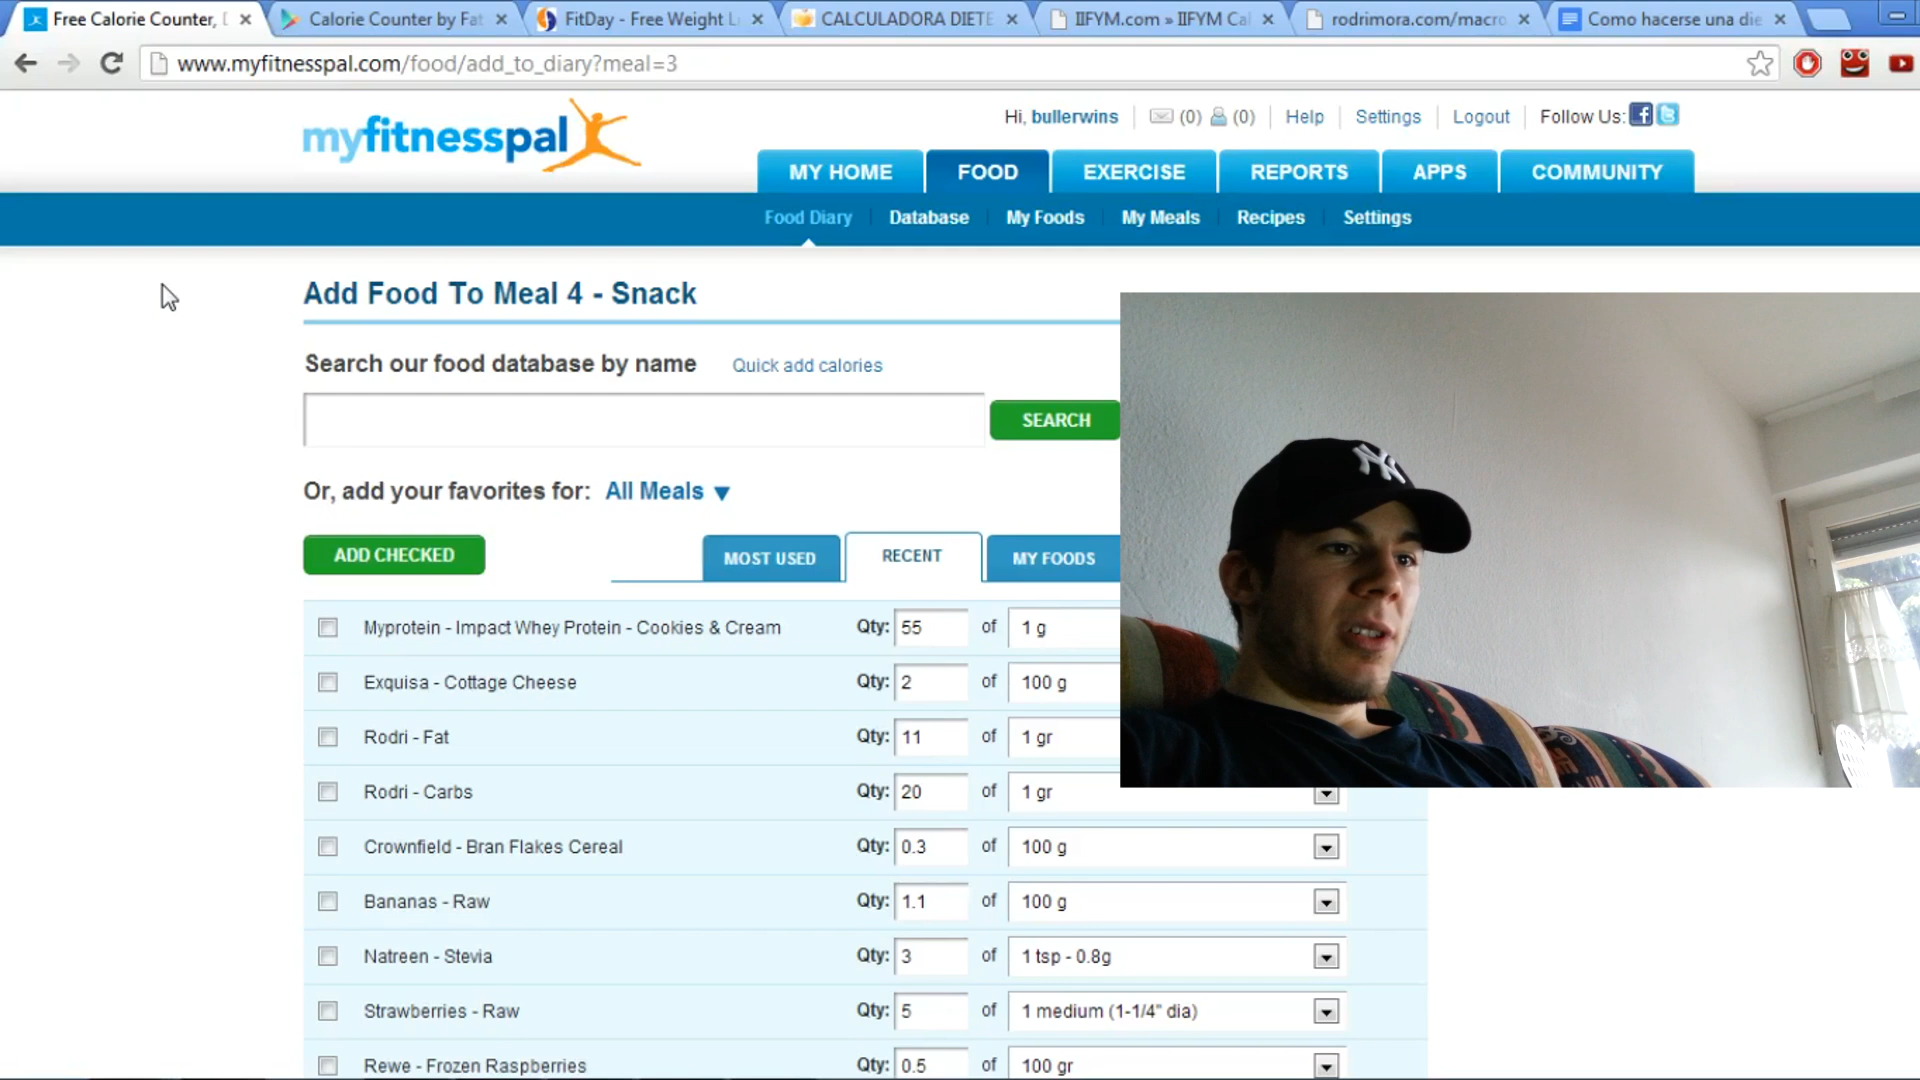 Free Calorie Counter, D
Calorie Counter by Fat
FitDay - Free Weight L
CALCULADORA DIETE
IIFYM.com » IIFYM Cal
rodrimora.com/macro
Como hacerse una die
www.myfitnesspal.com/food/add_to_diary?meal=3
myfitnesspal
Hi, bullerwins (0) (0) Help Settings Logout Follow Us:
MY HOME FOOD EXERCISE REPORTS APPS COMMUNITY
Food Diary Database My Foods My Meals Recipes Settings
Add Food To Meal 4 - Snack
Search our food database by name Quick add calories
SEARCH
Or, add your favorites for: All Meals
ADD CHECKED MOST USED RECENT MY FOODS
Myprotein - Impact Whey Protein - Cookies & Cream Qty: 55 of 1 g
Exquisa - Cottage Cheese Qty: 2 of 100 g
Rodri - Fat Qty: 11 of 1 gr
Rodri - Carbs Qty: 20 of 1 gr
Crownfield - Bran Flakes Cereal Qty: 0.3 of 100 g
Bananas - Raw Qty: 1.1 of 100 g
Natreen - Stevia Qty: 3 of 1 tsp - 0.8g
Strawberries - Raw Qty: 5 of 1 medium (1-1/4" dia)
Rewe - Frozen Raspberries Qty: 0.5 of 100 gr
NY